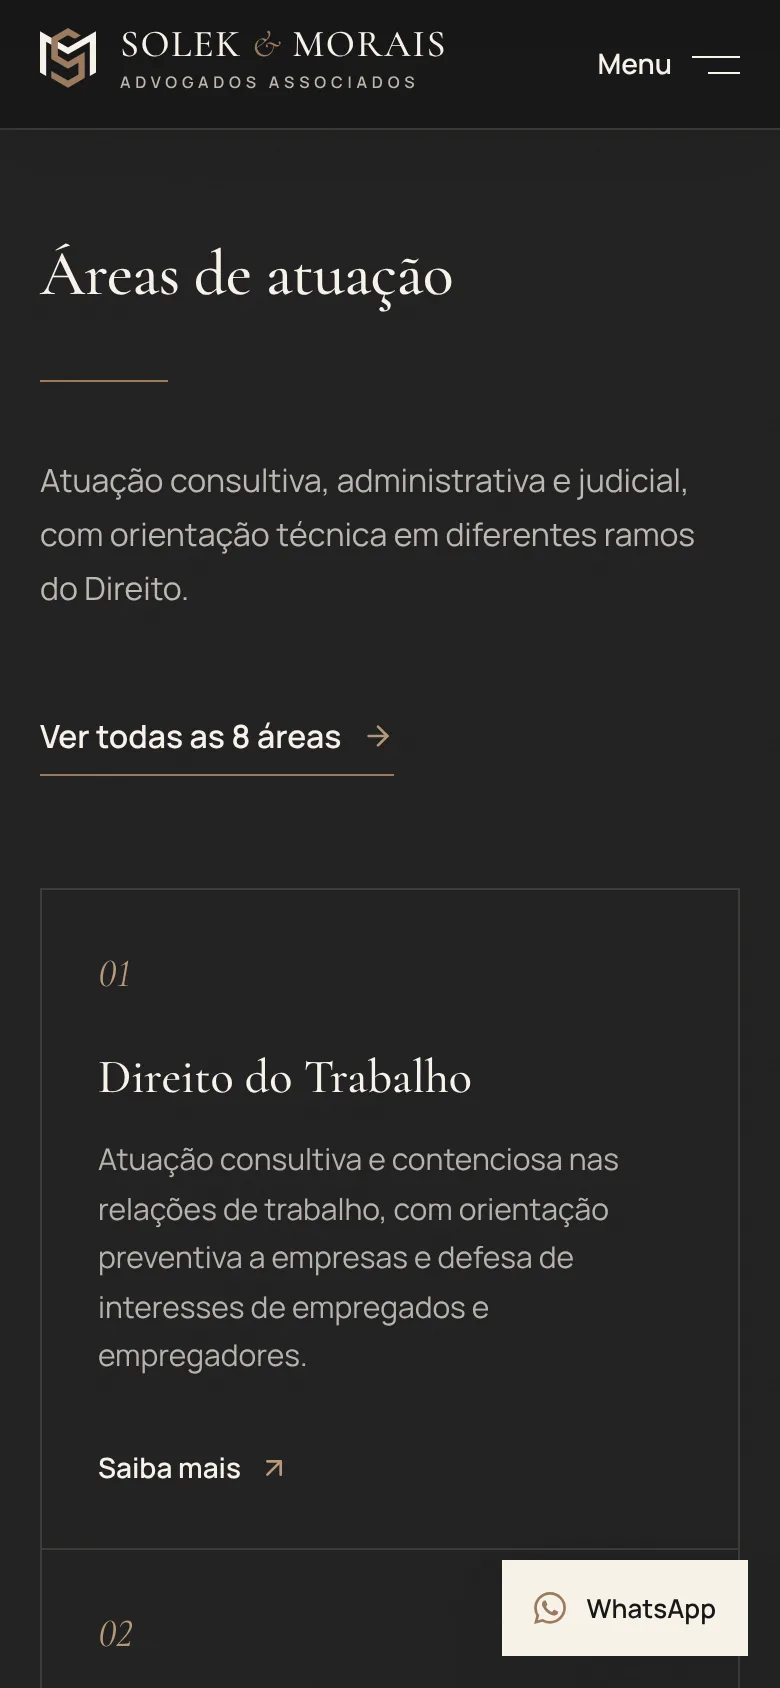 SOLEK & MORAIS
ADVOGADOS ASSOCIADOS
Menu
Áreas de atuação
Atuação consultiva, administrativa e judicial,
com orientação técnica em diferentes ramos
do Direito.
Ver todas as 8 áreas
01
Direito do Trabalho
Atuação consultiva e contenciosa nas
relações de trabalho, com orientação
preventiva a empresas e defesa de
interesses de empregados e
empregadores.
Saiba mais
02
WhatsApp